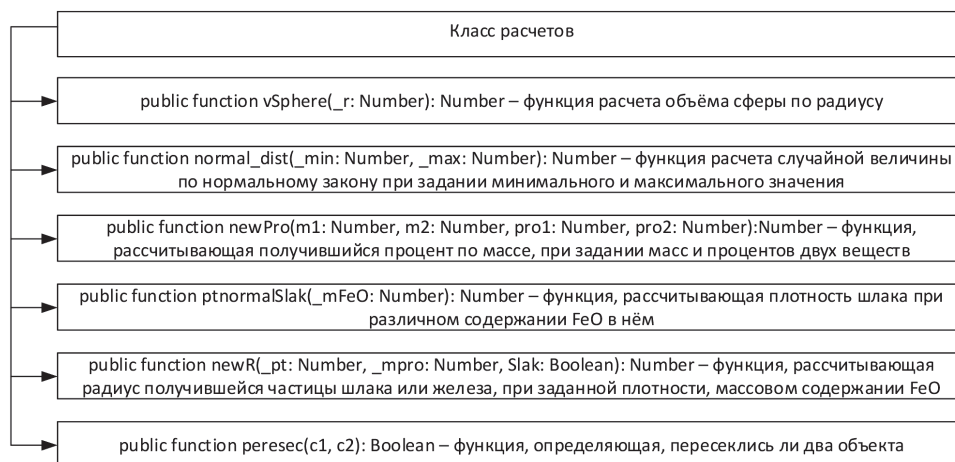 Класс расчетов
public function vSphere(_r: Number): Number – функция расчета объёма сферы по радиусу
public function normal_dist(_min: Number, _max: Number): Number – функция расчета случайной величины
по нормальному закону при задании минимального и максимального значения
public function newPro(m1: Number, m2: Number, pro1: Number, pro2: Number):Number – функция,
рассчитывающая получившийся процент по массе, при задании масс и процентов двух веществ
public function ptnormalSlak(_mFeO: Number): Number – функция, рассчитывающая плотность шлака при
различном содержании FeO в нём
public function newR(_pt: Number, _mpro: Number, Slak: Boolean): Number – функция, рассчитывающая
радиус получившейся частицы шлака или железа, при заданной плотности, массовом содержании FeO
public function peresec(c1, c2): Boolean – функция, определяющая, пересеклись ли два объекта